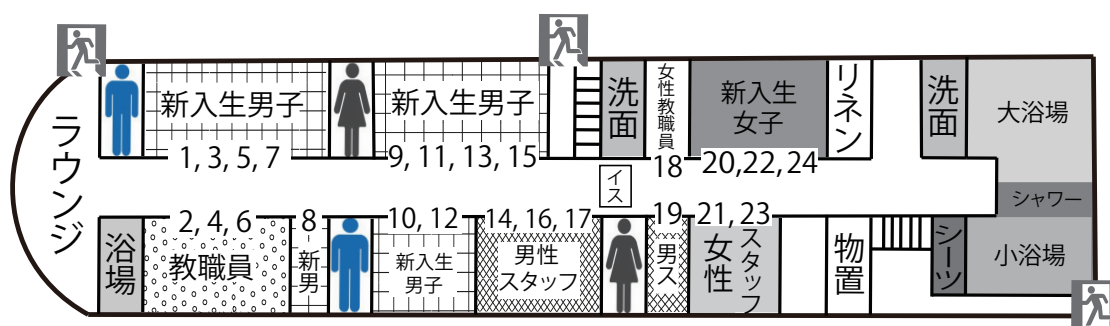 ラウンジ
新入生男子
1, 3, 5, 7
新入生男子
9, 11, 13, 15
洗面
女性教職員
18
新入生
女子
20,22,24
リネン
洗面
大浴場
シャワー
イス
浴場
2, 4, 6
教職員
8
新男
10, 12
新入生
男子
14, 16, 17
男性
スタッフ
19
男ス
21, 23
女性
スタッフ
物置
シーツ
小浴場